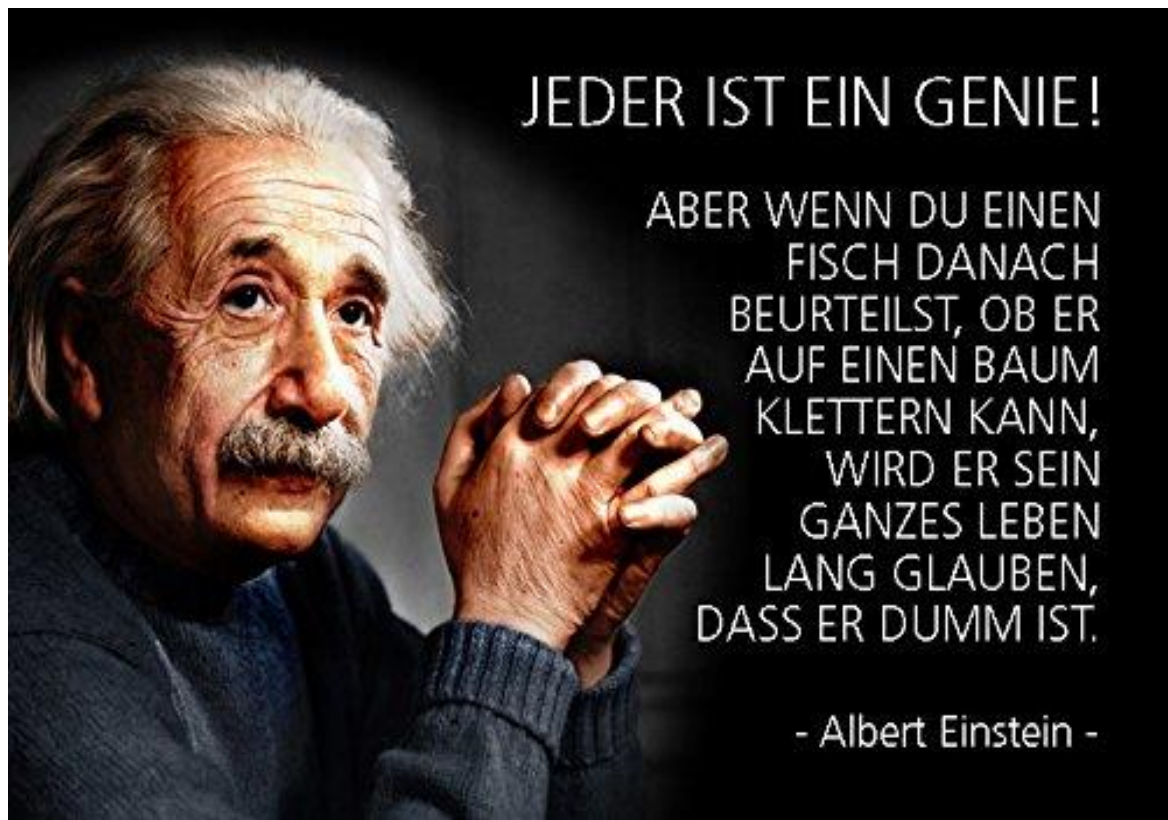 JEDER IST EIN GENIE!
ABER WENN DU EINEN
FISCH DANACH
BEURTEILST, OB ER
AUF EINEN BAUM
KLETTERN KANN,
WIRD ER SEIN
GANZES LEBEN
LANG GLAUBEN,
DASS ER DUMM IST.
- Albert Einstein -